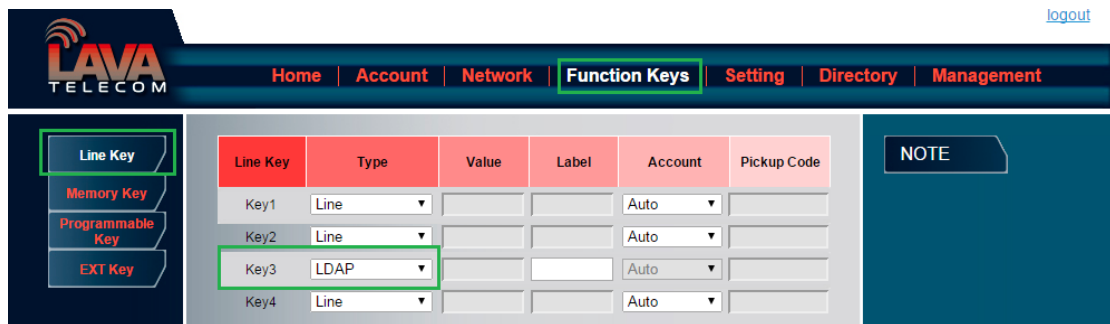 logout
LAVA
TELECOM
Home | Account | Network | Function Keys | Setting | Directory | Management
Line Key
Memory Key
Programmable
Key
EXT Key
Line Key Type Value Label Account Pickup Code
Key1 Line Auto
Key2 Line Auto
Key3 LDAP Auto
Key4 Line Auto
NOTE